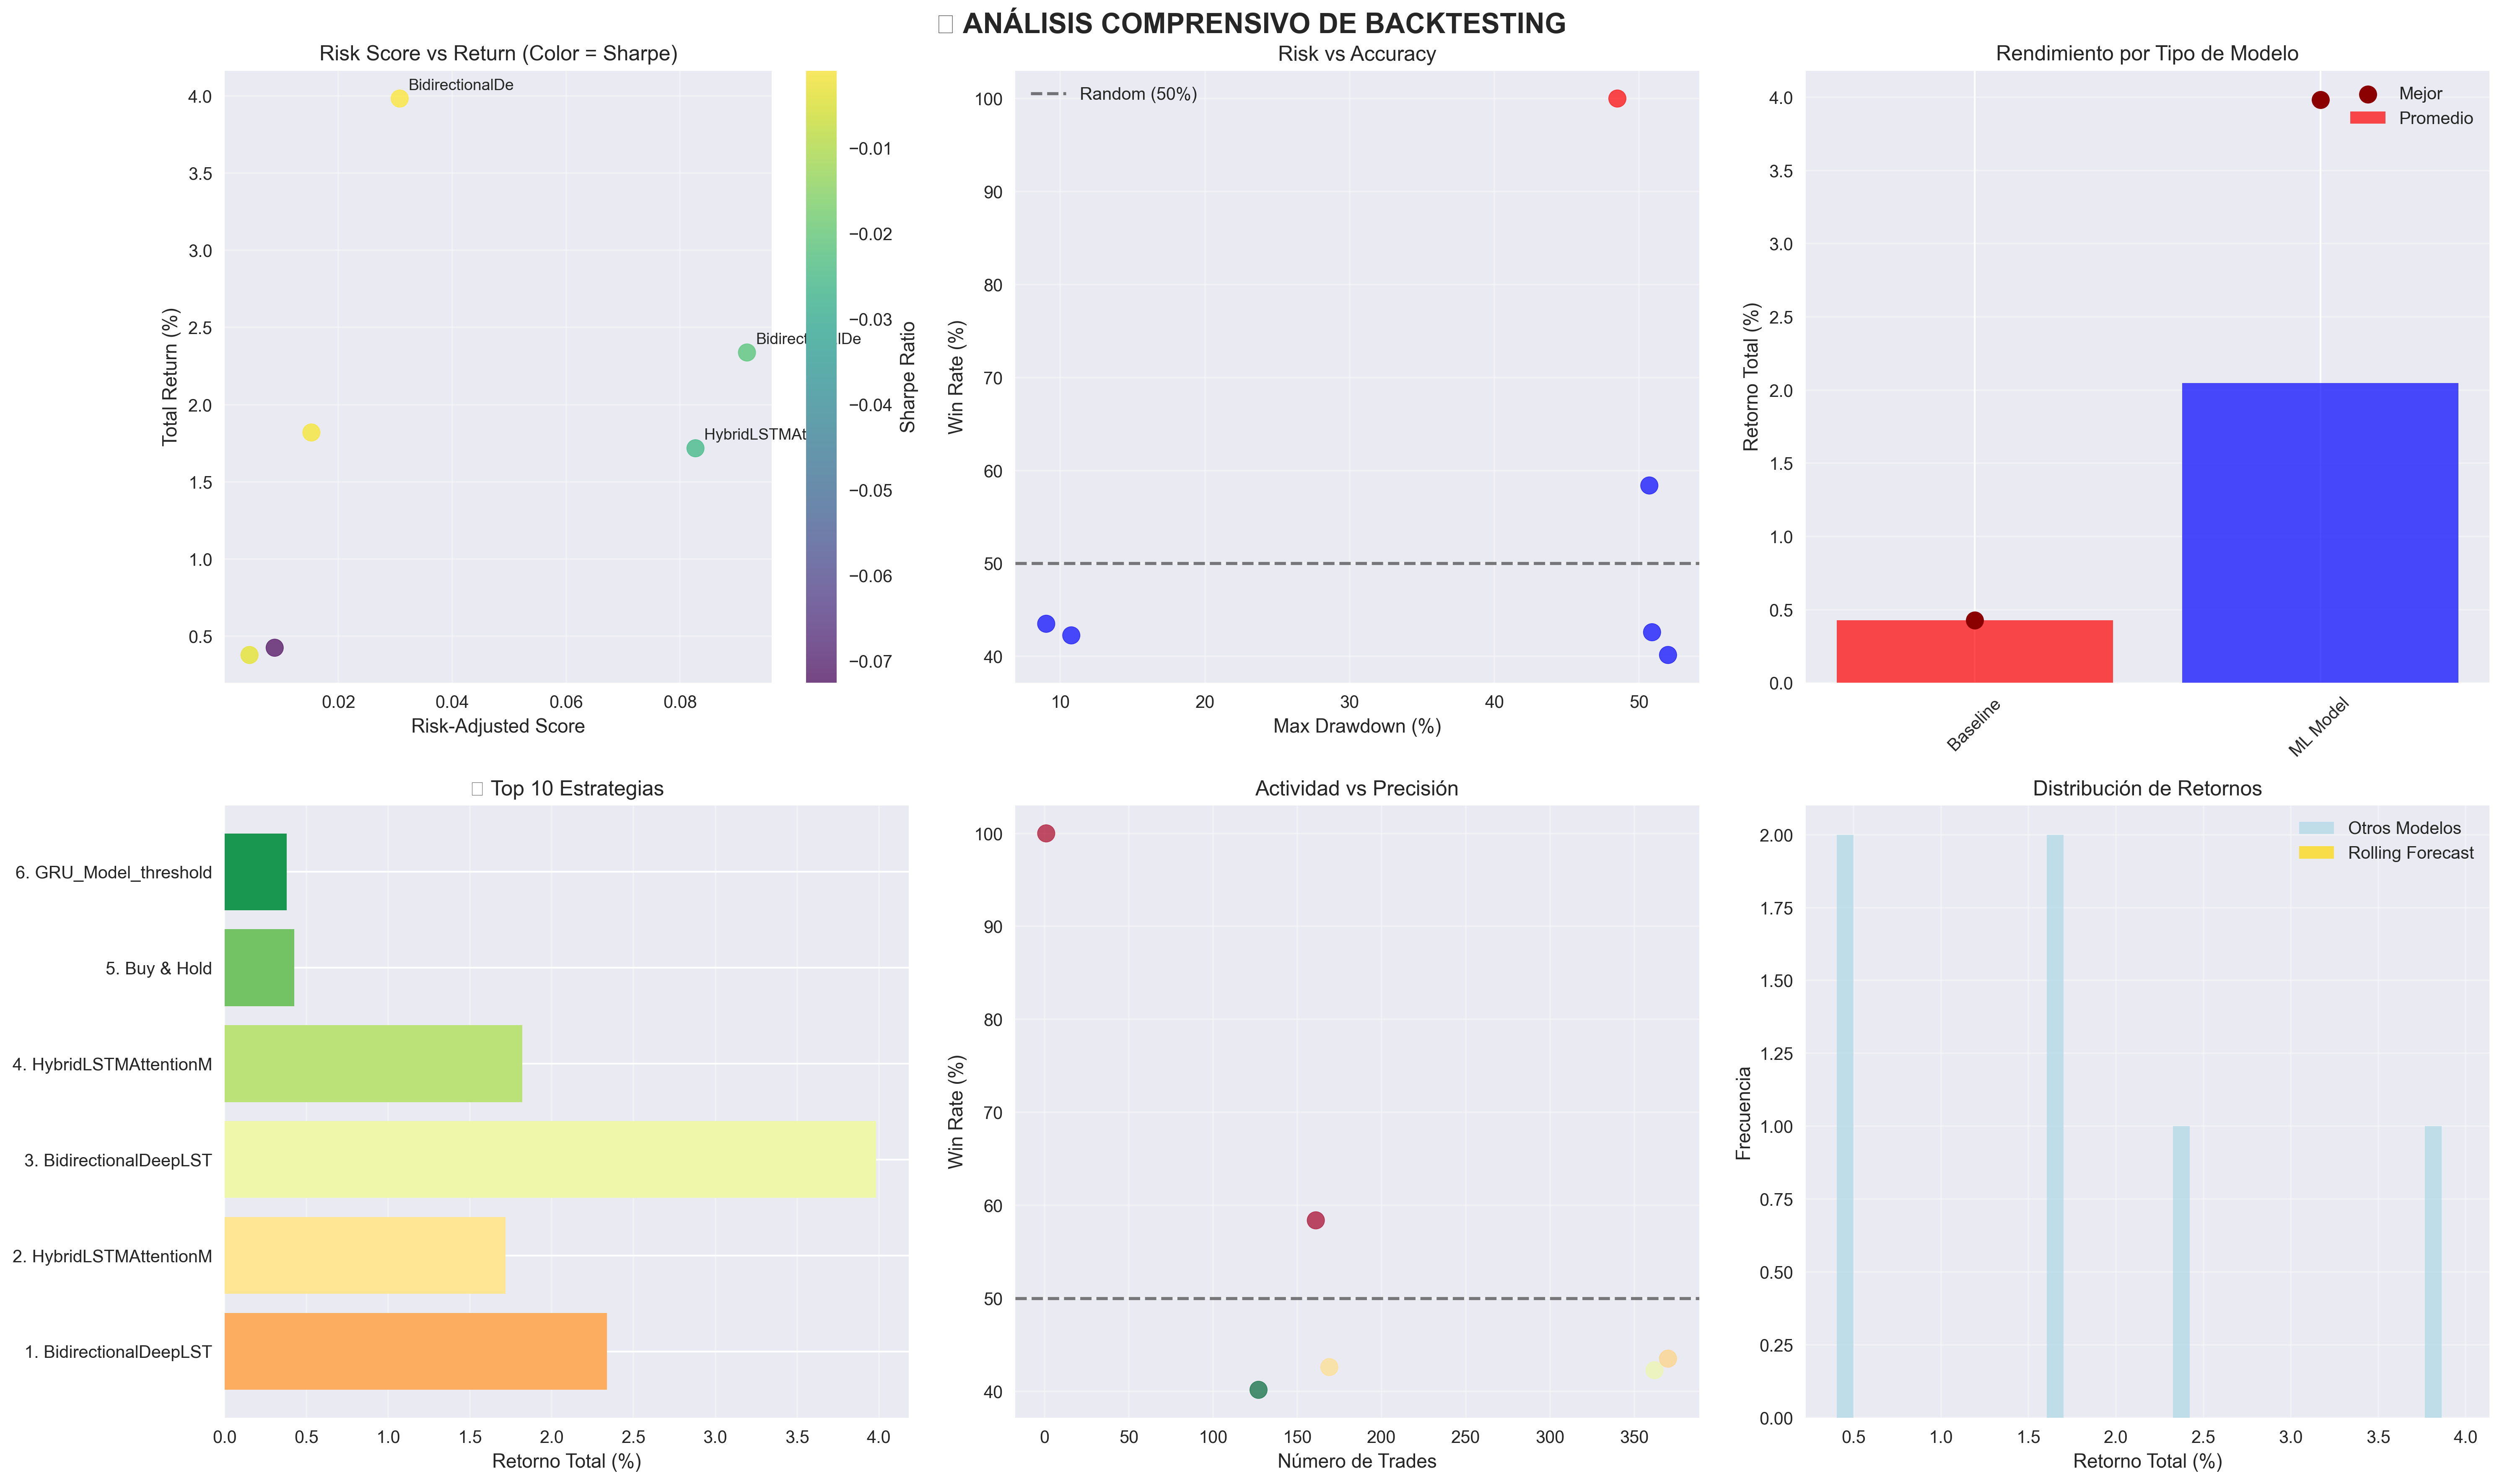 ANÁLISIS COMPRENSIVO DE BACKTESTING
Risk Score vs Return (Color = Sharpe)
BidirectionalDe
BidirectionalDe
HybridLSTMAt
4.0
3.5
3.0
2.5
2.0
1.5
1.0
0.5
Total Return (%)
0.02
0.04
0.06
0.08
Risk-Adjusted Score
−0.01
−0.02
−0.03
−0.04
−0.05
−0.06
−0.07
Sharpe Ratio
Risk vs Accuracy
Random (50%)
100
90
80
70
60
50
40
Win Rate (%)
10
20
30
40
50
Max Drawdown (%)
Rendimiento por Tipo de Modelo
Mejor
Promedio
4.0
3.5
3.0
2.5
2.0
1.5
1.0
0.5
0.0
Retorno Total (%)
Baseline
ML Model
Top 10 Estrategias
6. GRU_Model_threshold
5. Buy & Hold
4. HybridLSTMAttentionM
3. BidirectionalDeepLST
2. HybridLSTMAttentionM
1. BidirectionalDeepLST
0.0
0.5
1.0
1.5
2.0
2.5
3.0
3.5
4.0
Retorno Total (%)
Actividad vs Precisión
100
90
80
70
60
50
40
Win Rate (%)
0
50
100
150
200
250
300
350
Número de Trades
Distribución de Retornos
Otros Modelos
Rolling Forecast
2.00
1.75
1.50
1.25
1.00
0.75
0.50
0.25
0.00
Frecuencia
0.5
1.0
1.5
2.0
2.5
3.0
3.5
4.0
Retorno Total (%)